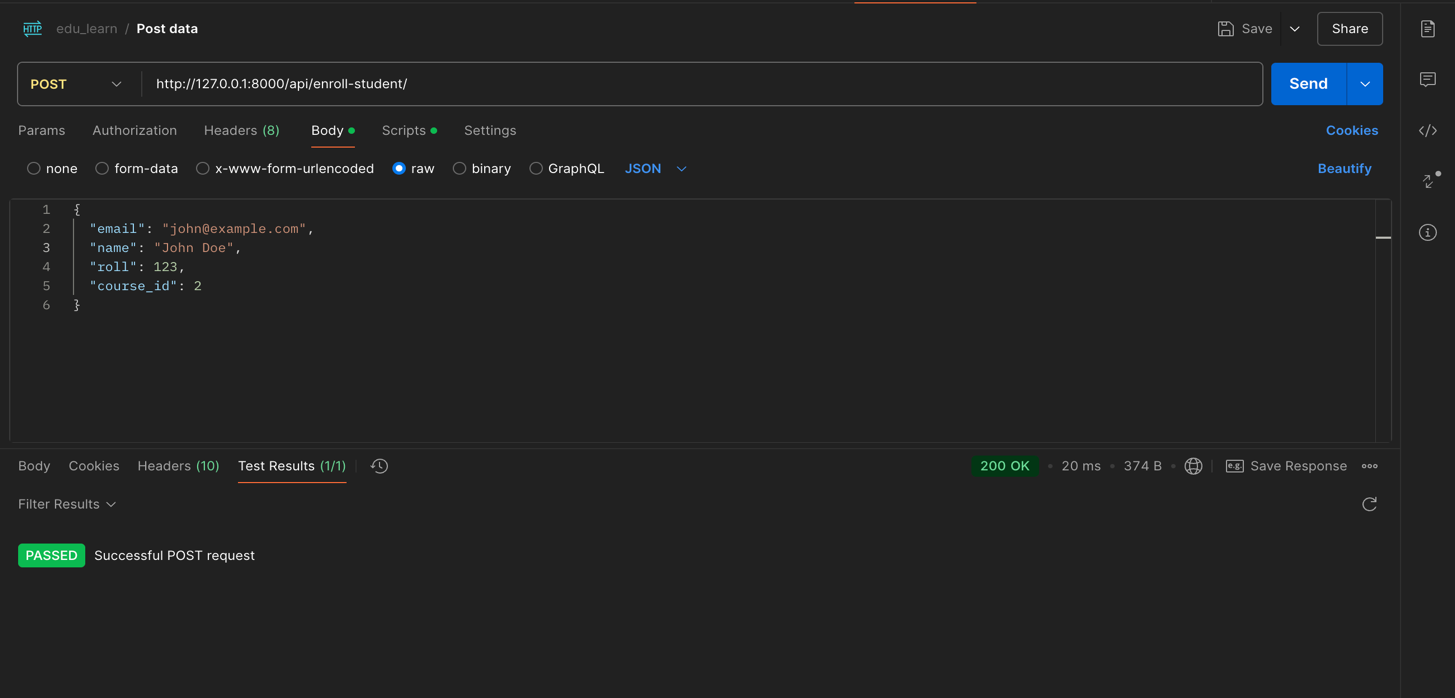 HTTP edu_learn / Post data Save Share
POST http://127.0.0.1:8000/api/enroll-student/ Send
Params Authorization Headers (8) Body Scripts Settings Cookies
none form-data x-www-form-urlencoded raw binary GraphQL JSON Beautify
1 {
2 "email": "john@example.com",
3 "name": "John Doe",
4 "roll": 123,
5 "course_id": 2
6 }
Body Cookies Headers (10) Test Results (1/1) 200 OK • 20 ms • 374 B • e.g. Save Response
Filter Results
PASSED Successful POST request